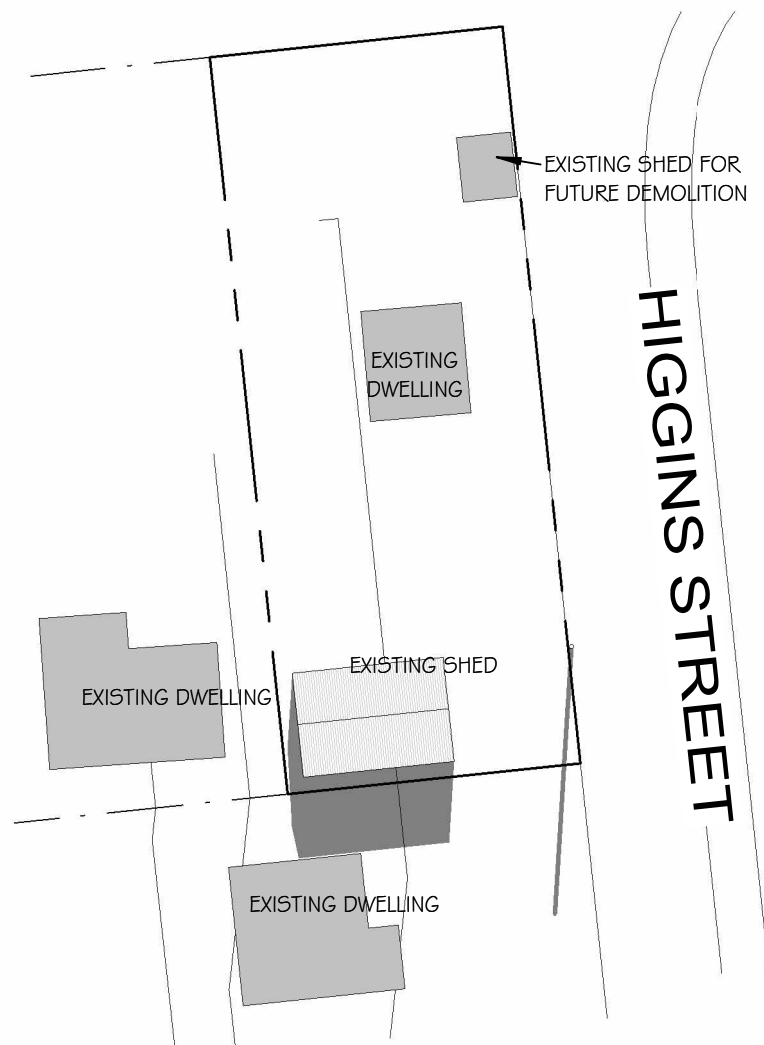 EXISTING SHED FOR
FUTURE DEMOLITION
EXISTING
DWELLING
HIGGINS STREET
EXISTING SHED
EXISTING DWELLING
EXISTING DWELLING